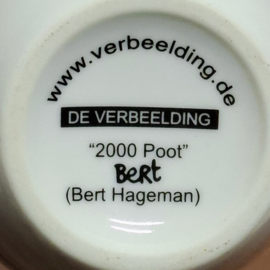 www.verbeelding.de
DE VERBEELDING
"2000 Poot"
BeRt
(Bert Hageman)